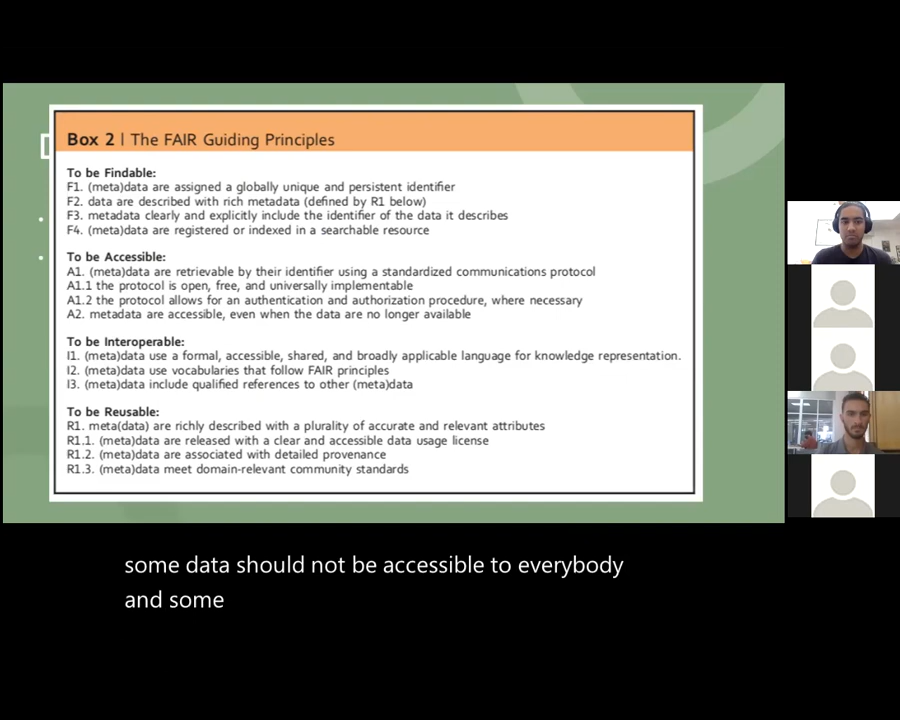 Box 2 | The FAIR Guiding Principles
To be Findable:
F1. (meta)data are assigned a globally unique and persistent identifier
F2. data are described with rich metadata (defined by R1 below)
F3. metadata clearly and explicitly include the identifier of the data it describes
F4. (meta)data are registered or indexed in a searchable resource
To be Accessible:
A1. (meta)data are retrievable by their identifier using a standardized communications protocol
A1.1 the protocol is open, free, and universally implementable
A1.2 the protocol allows for an authentication and authorization procedure, where necessary
A2. metadata are accessible, even when the data are no longer available
To be Interoperable:
I1. (meta)data use a formal, accessible, shared, and broadly applicable language for knowledge representation.
I2. (meta)data use vocabularies that follow FAIR principles
I3. (meta)data include qualified references to other (meta)data
To be Reusable:
R1. meta(data) are richly described with a plurality of accurate and relevant attributes
R1.1. (meta)data are released with a clear and accessible data usage license
R1.2. (meta)data are associated with detailed provenance
R1.3. (meta)data meet domain-relevant community standards
some data should not be accessible to everybody
and some